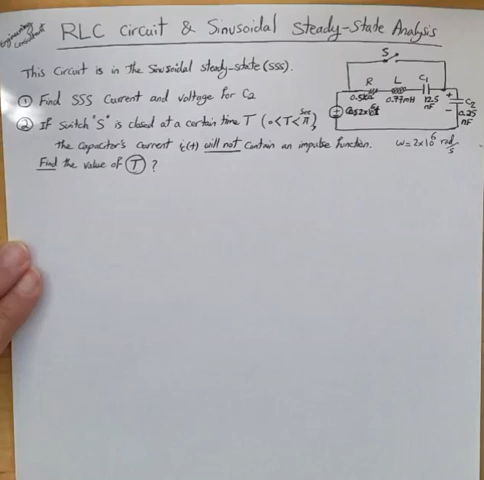 Engineering Consultant
RLC Circuit & Sinusoidal Steady-State Analysis
This Circuit is in the Sinusoidal steady-state (SSS).
① Find SSS Current and voltage for C2
② If Switch "S" is closed at a certain time T (0<T<π sec),
the Capacitor's current ic(t) will not contain an impulse function.
Find the value of T ?
S
R L C1
0.5kΩ 0.77mH 12.5 nF
+ C2
- 0.25 nF
ω=2x10⁶ rad/s